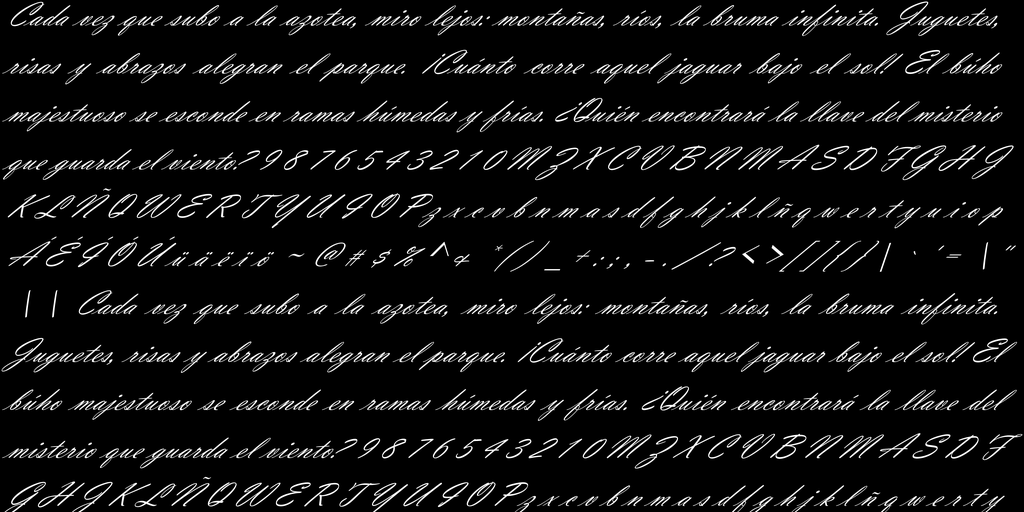 Cada vez que subo a la azotea, miro lejos: montañas, ríos, la bruma infinita. Juguetes,
risas y abrazos alegran el parque. ¡Cuánto corre aquel jaguar bajo el sol! El búho
majestuoso se esconde en ramas húmedas y frías. ¿Quién encontrará la llave del misterio
que guarda el viento? 9 8 7 6 5 4 3 2 1 0 M Z X C V B N M A S D F G H J
K L Ñ Q W E R T Y U I O P z x c v b n m a s d f g h j k l ñ q w e r t y u i o p
Á É Í Ó Ú ü ä ë ï ö ~ @ # $ % ^ & * ( ) _ + : ; , - . / ? < > [ ] { } | ` ´ = | "
| | Cada vez que subo a la azotea, miro lejos: montañas, ríos, la bruma infinita.
Juguetes, risas y abrazos alegran el parque. ¡Cuánto corre aquel jaguar bajo el sol! El
búho majestuoso se esconde en ramas húmedas y frías. ¿Quién encontrará la llave del
misterio que guarda el viento? 9 8 7 6 5 4 3 2 1 0 M Z X C V B N M A S D F
G H J K L Ñ Q W E R T Y U I O P z x c v b n m a s d f g h j k l ñ q w e r t y